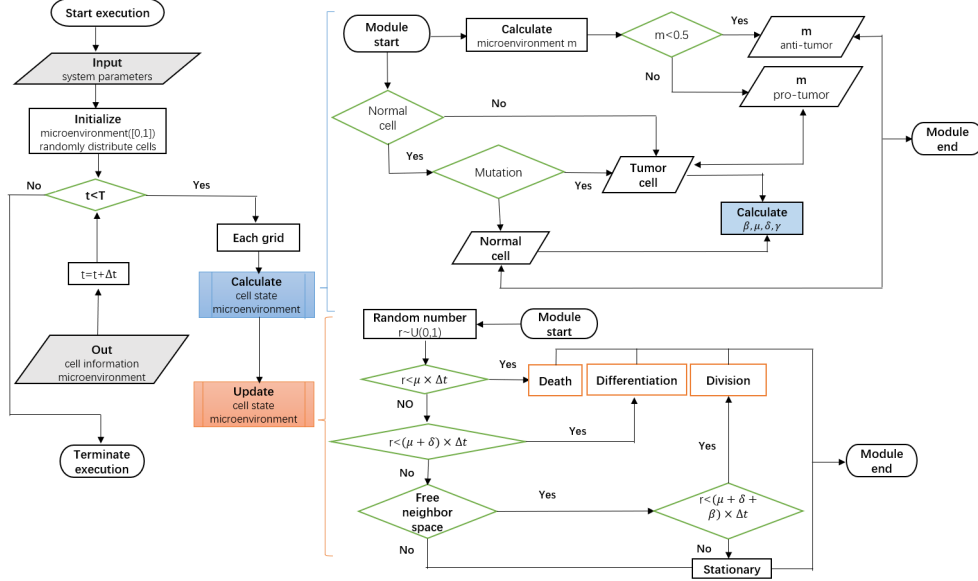 Start execution
Input
system parameters
Initialize
microenvironment([0,1])
randomly distribute cells
No
t<T
Yes
Each grid
t=t+Δt
Calculate
cell state
microenvironment
Out
cell information
microenvironment
Update
cell state
microenvironment
Terminate
execution
Module
start
Calculate
microenvironment m
m<0.5
Yes
m
anti-tumor
No
m
pro-tumor
Normal
cell
No
Yes
Mutation
Yes
Tumor
cell
Calculate
β,μ,δ,γ
Normal
cell
Module
end
Random number
r~U(0,1)
Module
start
r<μ × Δt
Yes
Death
Differentiation
Division
NO
r<(μ + δ) × Δt
Yes
Yes
No
Free
neighbor
space
Yes
r<(μ + δ +
β) × Δt
No
No
Stationary
Module
end